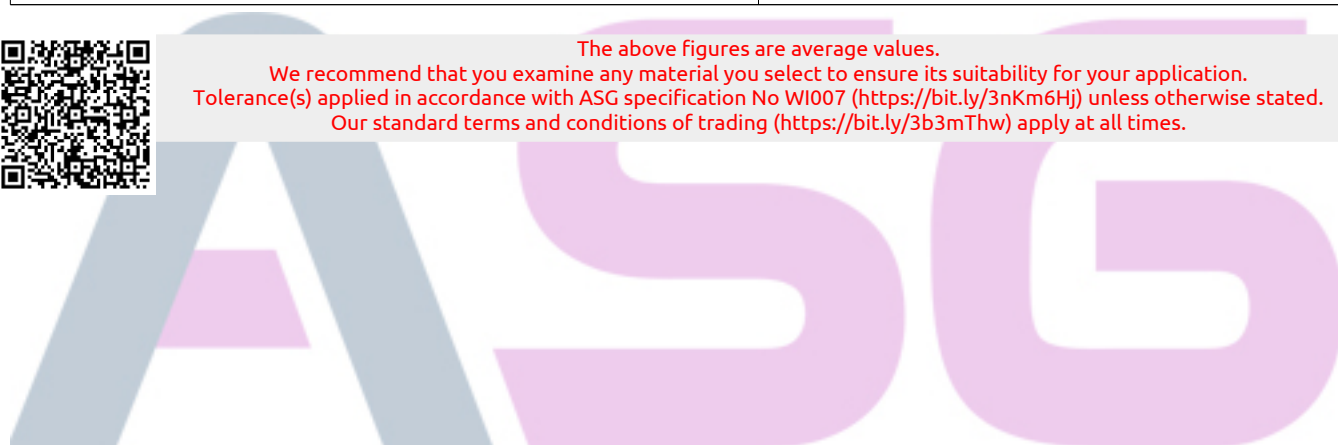 The above figures are average values.
We recommend that you examine any material you select to ensure its suitability for your application.
Tolerance(s) applied in accordance with ASG specification No WI007 (https://bit.ly/3nKm6Hj) unless otherwise stated.
Our standard terms and conditions of trading (https://bit.ly/3b3mThw) apply at all times.
ASG